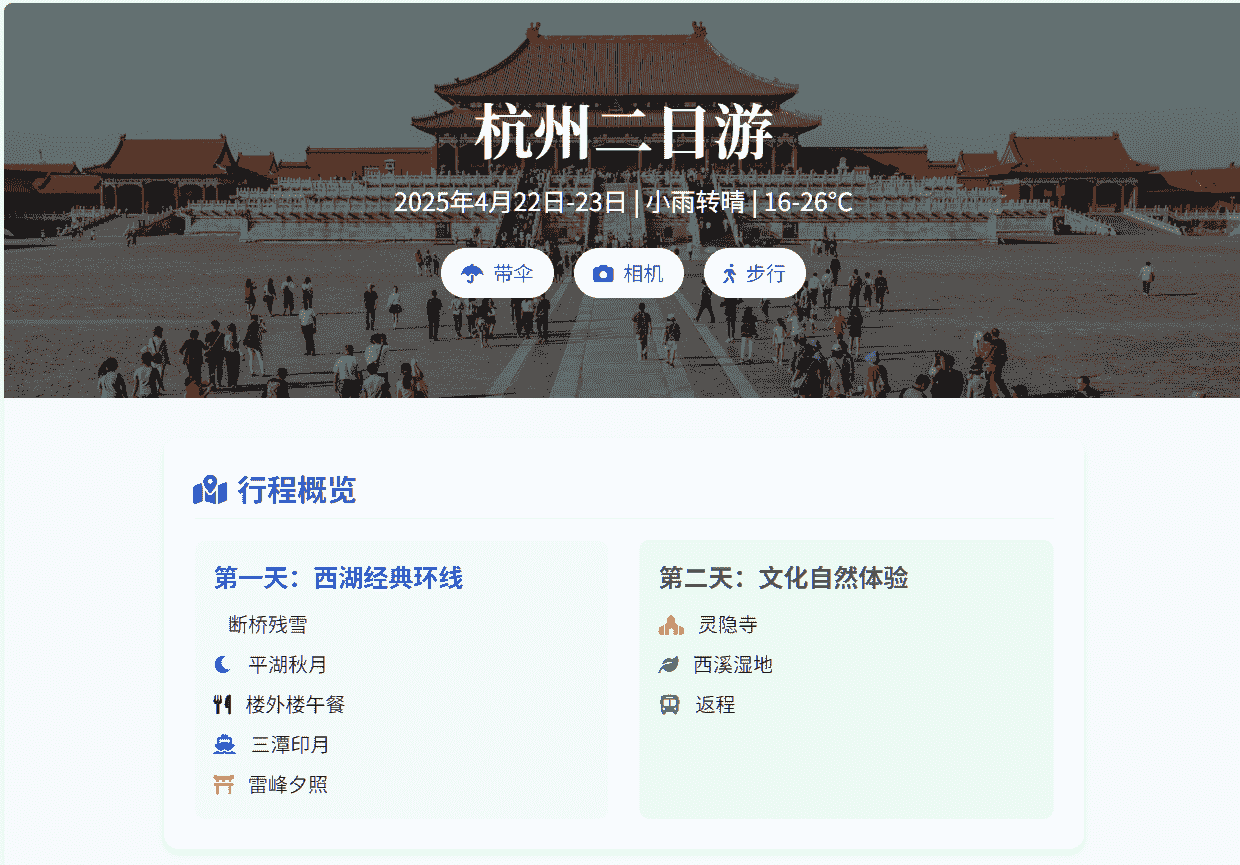 杭州二日游
2025年4月22日-23日 | 小雨转晴 | 16-26°C
带伞
相机
步行
行程概览
第一天：西湖经典环线
断桥残雪
平湖秋月
楼外楼午餐
三潭印月
雷峰夕照
第二天：文化自然体验
灵隐寺
西溪湿地
返程